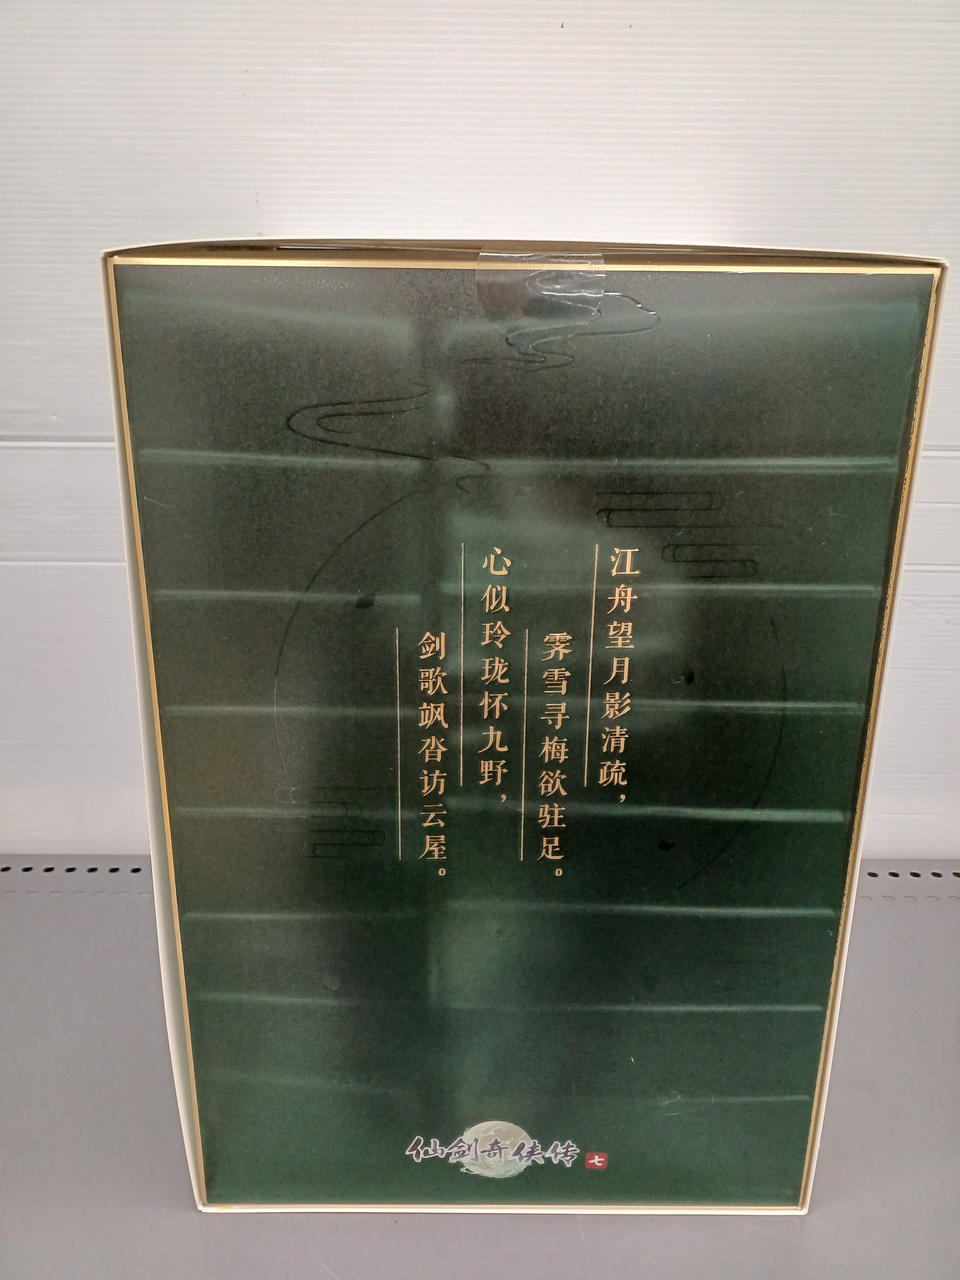 江舟望月影清疏，
霁雪寻梅欲驻足。
心似玲珑怀九野，
剑歌飒沓访云屋。
仙剑奇侠传 七